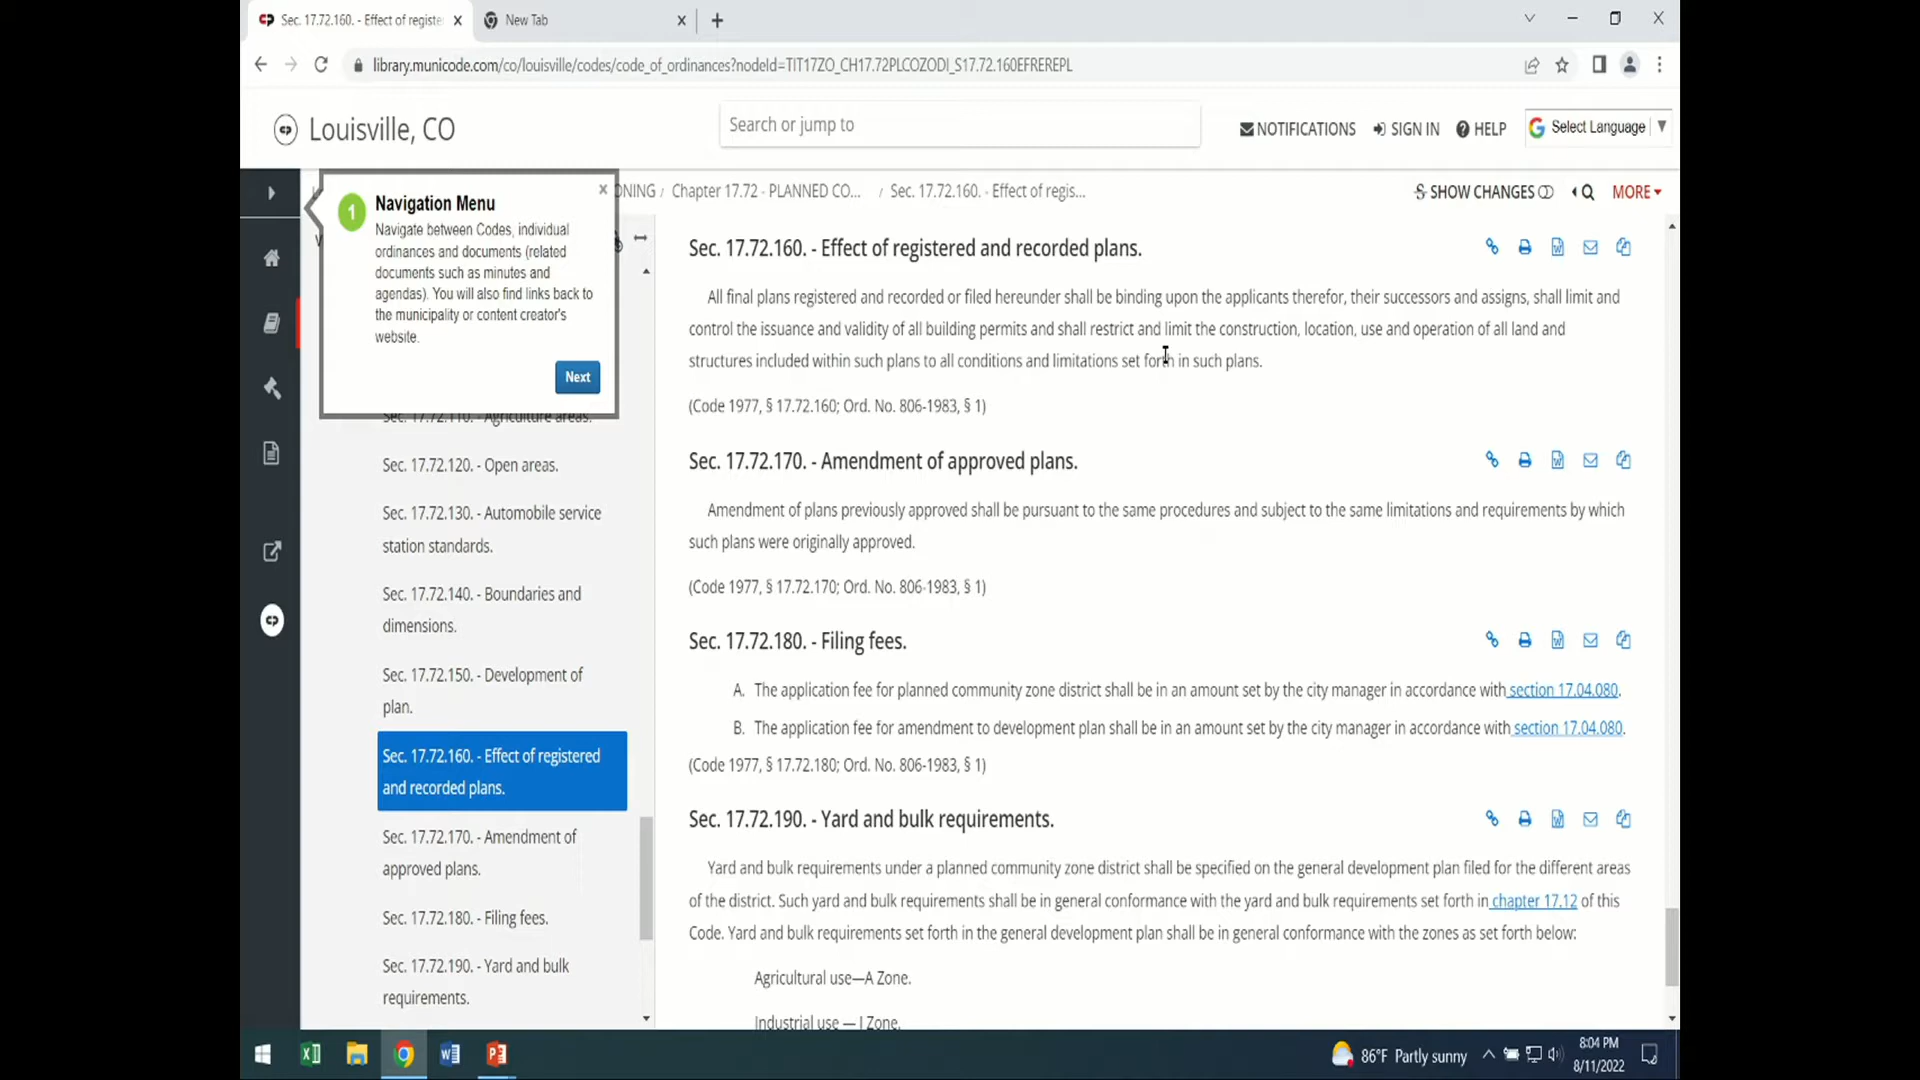 Sec. 17.72.160. - Effect of registe
New Tab
library.municode.com/co/louisville/codes/code_of_ordinances?nodeId=TIT17ZO_CH17.72PLCOZODI_S17.72.160EFREREPL
Louisville, CO
Search or jump to
NOTIFICATIONS
SIGN IN
HELP
Select Language
1
Navigation Menu
Navigate between Codes, individual
ordinances and documents (related
documents such as minutes and
agendas). You will also find links back to
the municipality or content creator's
website.
Next
ONING / Chapter 17.72 - PLANNED CO... / Sec. 17.72.160. - Effect of regis...
SHOW CHANGES
MORE
Sec. 17.72.110. - Agriculture areas.
Sec. 17.72.120. - Open areas.
Sec. 17.72.130. - Automobile service
station standards.
Sec. 17.72.140. - Boundaries and
dimensions.
Sec. 17.72.150. - Development of
plan.
Sec. 17.72.160. - Effect of registered
and recorded plans.
Sec. 17.72.170. - Amendment of
approved plans.
Sec. 17.72.180. - Filing fees.
Sec. 17.72.190. - Yard and bulk
requirements.
Sec. 17.72.160. - Effect of registered and recorded plans.
All final plans registered and recorded or filed hereunder shall be binding upon the applicants therefor, their successors and assigns, shall limit and
control the issuance and validity of all building permits and shall restrict and limit the construction, location, use and operation of all land and
structures included within such plans to all conditions and limitations set forth in such plans.
(Code 1977, § 17.72.160; Ord. No. 806-1983, § 1)
Sec. 17.72.170. - Amendment of approved plans.
Amendment of plans previously approved shall be pursuant to the same procedures and subject to the same limitations and requirements by which
such plans were originally approved.
(Code 1977, § 17.72.170; Ord. No. 806-1983, § 1)
Sec. 17.72.180. - Filing fees.
A. The application fee for planned community zone district shall be in an amount set by the city manager in accordance with section 17.04.080.
B. The application fee for amendment to development plan shall be in an amount set by the city manager in accordance with section 17.04.080.
(Code 1977, § 17.72.180; Ord. No. 806-1983, § 1)
Sec. 17.72.190. - Yard and bulk requirements.
Yard and bulk requirements under a planned community zone district shall be specified on the general development plan filed for the different areas
of the district. Such yard and bulk requirements shall be in general conformance with the yard and bulk requirements set forth in chapter 17.12 of this
Code. Yard and bulk requirements set forth in the general development plan shall be in general conformance with the zones as set forth below:
Agricultural use—A Zone.
Industrial use — I Zone.
86°F Partly sunny
8:04 PM
8/11/2022